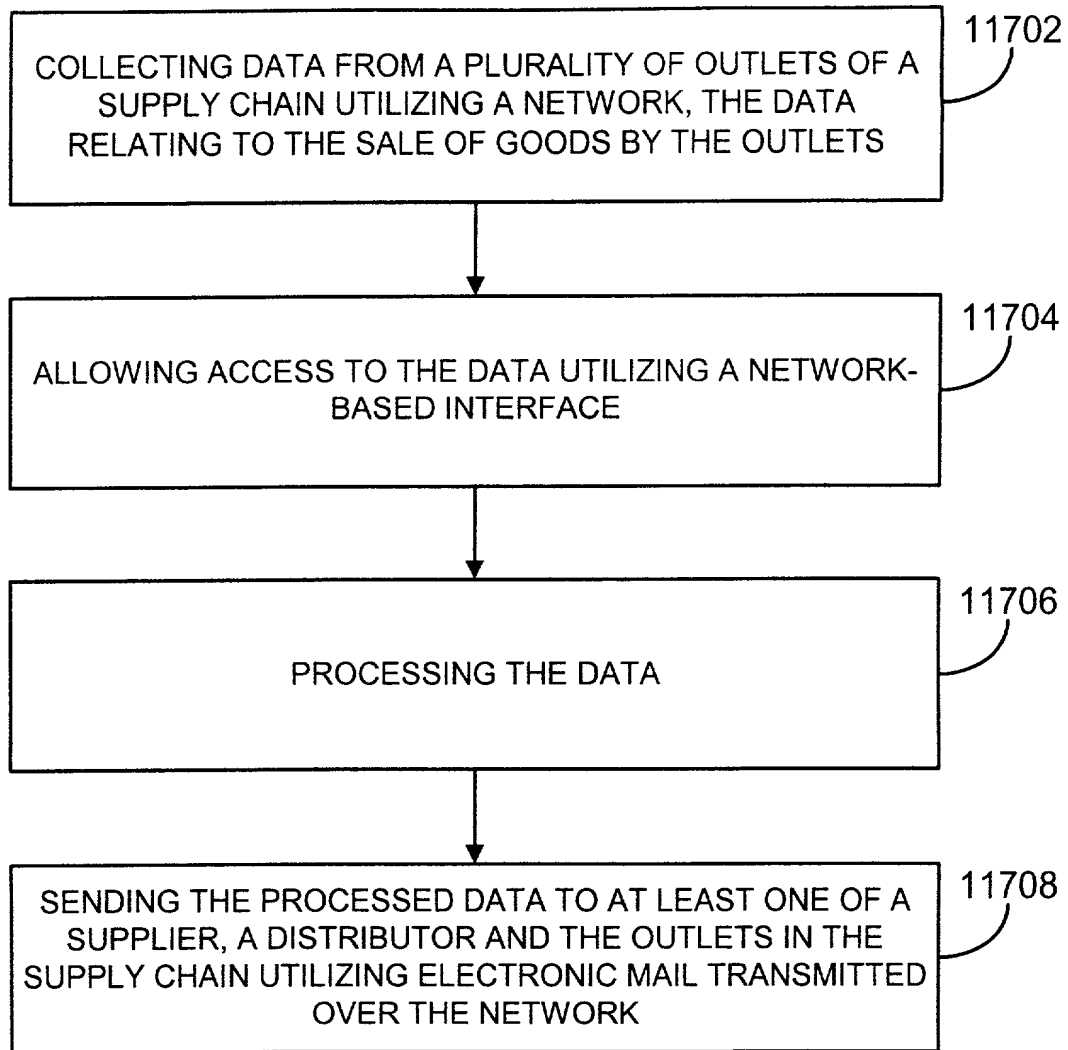 11702
COLLECTING DATA FROM A PLURALITY OF OUTLETS OF A
SUPPLY CHAIN UTILIZING A NETWORK, THE DATA
RELATING TO THE SALE OF GOODS BY THE OUTLETS
11704
ALLOWING ACCESS TO THE DATA UTILIZING A NETWORK-
BASED INTERFACE
11706
PROCESSING THE DATA
11708
SENDING THE PROCESSED DATA TO AT LEAST ONE OF A
SUPPLIER, A DISTRIBUTOR AND THE OUTLETS IN THE
SUPPLY CHAIN UTILIZING ELECTRONIC MAIL TRANSMITTED
OVER THE NETWORK